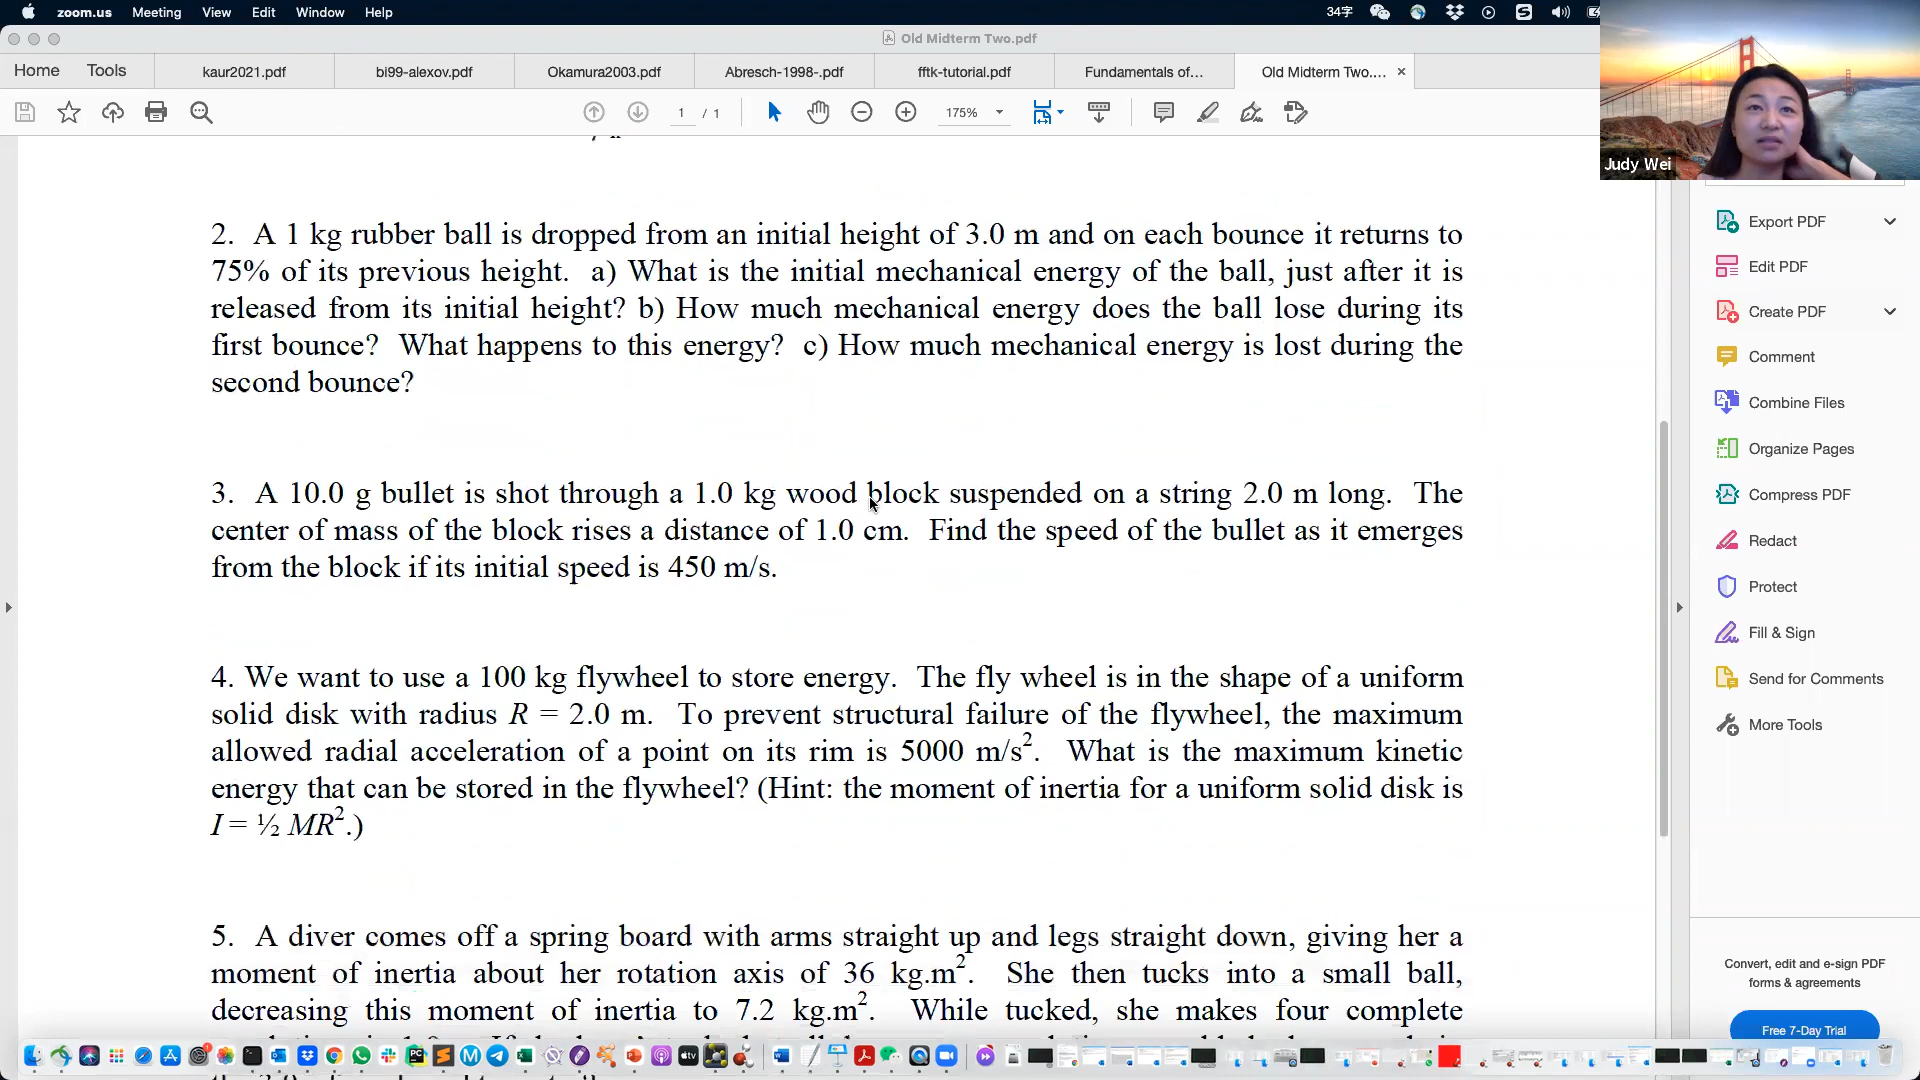 zoom.us Meeting View Edit Window Help 34字
Old Midterm Two.pdf
Home Tools kaur2021.pdf bi99-alexov.pdf Okamura2003.pdf Abresch-1998-.pdf fftk-tutorial.pdf Fundamentals of... Old Midterm Two.... ×
1 / 1 175%
Judy Wei
2. A 1 kg rubber ball is dropped from an initial height of 3.0 m and on each bounce it returns to
75% of its previous height. a) What is the initial mechanical energy of the ball, just after it is
released from its initial height? b) How much mechanical energy does the ball lose during its
first bounce? What happens to this energy? c) How much mechanical energy is lost during the
second bounce?
3. A 10.0 g bullet is shot through a 1.0 kg wood block suspended on a string 2.0 m long. The
center of mass of the block rises a distance of 1.0 cm. Find the speed of the bullet as it emerges
from the block if its initial speed is 450 m/s.
4. We want to use a 100 kg flywheel to store energy. The fly wheel is in the shape of a uniform
solid disk with radius R = 2.0 m. To prevent structural failure of the flywheel, the maximum
allowed radial acceleration of a point on its rim is 5000 m/s². What is the maximum kinetic
energy that can be stored in the flywheel? (Hint: the moment of inertia for a uniform solid disk is
I = ½ MR².)
5. A diver comes off a spring board with arms straight up and legs straight down, giving her a
moment of inertia about her rotation axis of 36 kg.m². She then tucks into a small ball,
decreasing this moment of inertia to 7.2 kg.m². While tucked, she makes four complete
Export PDF
Edit PDF
Create PDF
Comment
Combine Files
Organize Pages
Compress PDF
Redact
Protect
Fill & Sign
Send for Comments
More Tools
Convert, edit and e-sign PDF
forms & agreements
Free 7-Day Trial